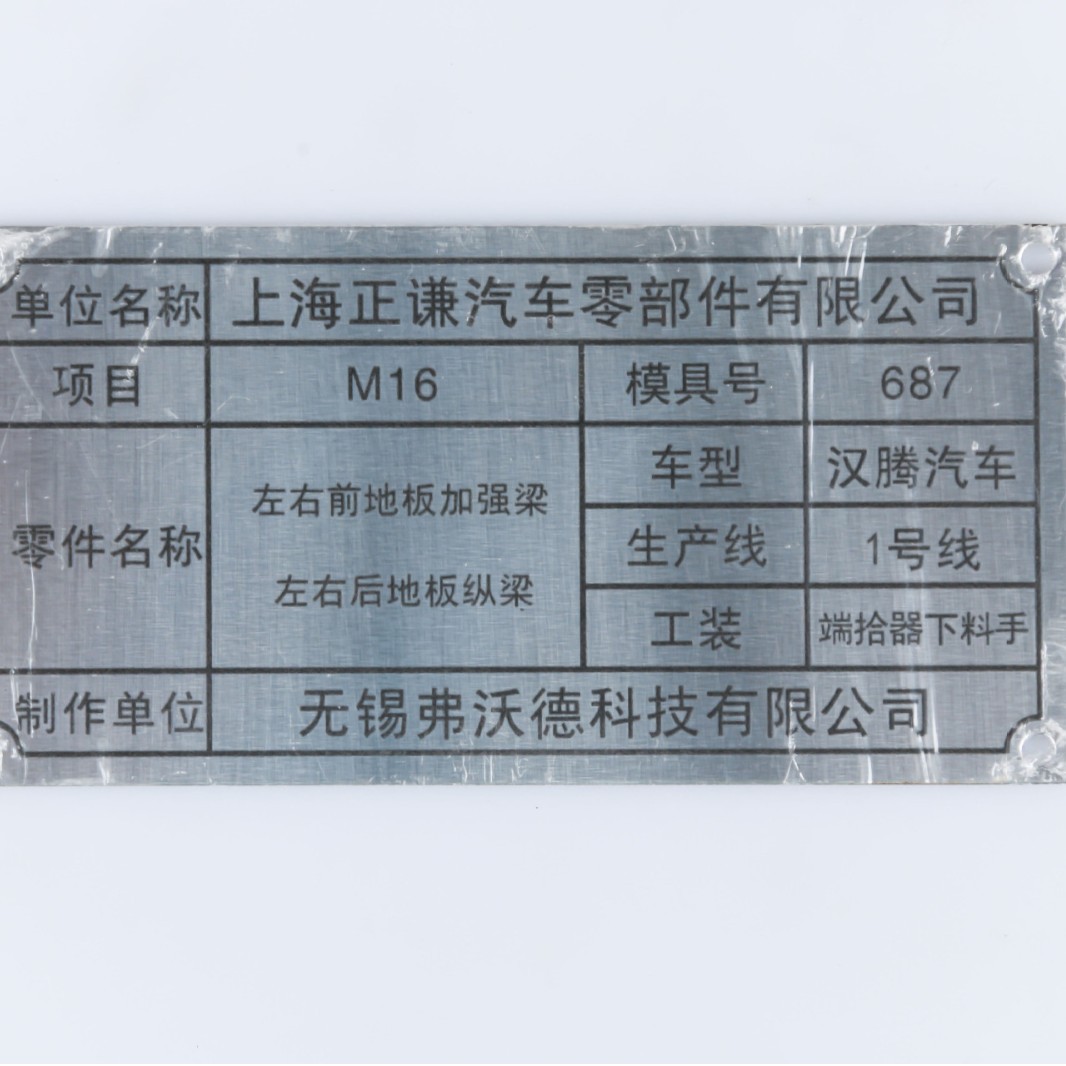 单位名称 上海正谦汽车零部件有限公司
项目 M16 模具号 687
零件名称
左右前地板加强梁
左右后地板纵梁
车型 汉腾汽车
生产线 1号线
工装 端拾器下料手
制作单位 无锡弗沃德科技有限公司